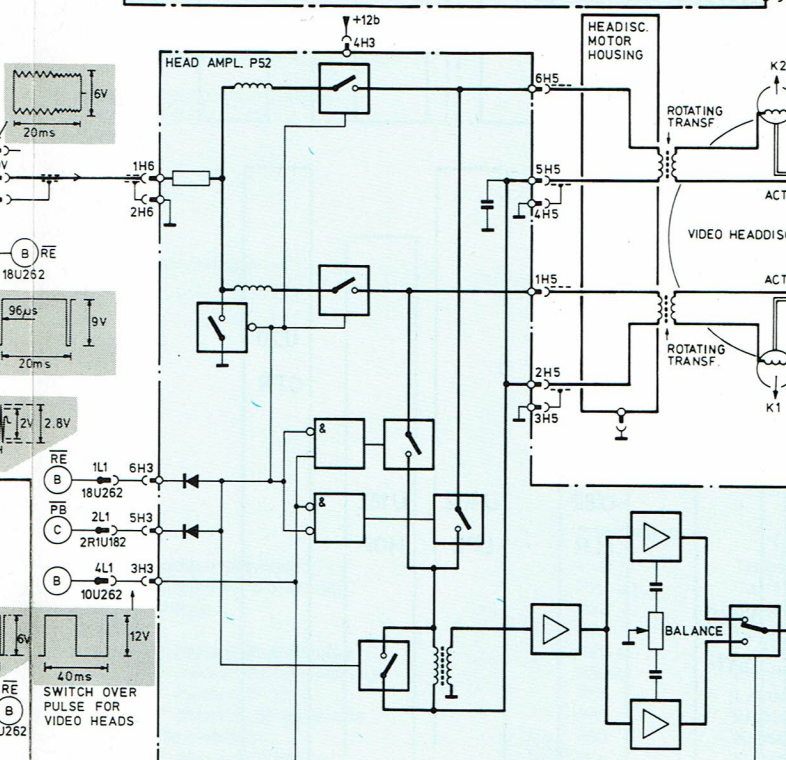 +12b
4H3
HEAD AMPL. P52
HEADISC.
MOTOR
HOUSING
K2
6V
20ms
6H5
ROTATING
TRANSF
1H6
2H6
5H5
4H5
ACT
VIDEO HEADDIS
B
RE
18U262
1H5
ACT
96µs
9V
20ms
ROTATING
TRANSF.
2H5
3H5
K1
2V
2.8V
&
RE
B
1L1
6H3
18U262
&
PB
C
2L1
5H3
2R1U182
B
4L1
3H3
10U262
6V
12V
40ms
BALANCE
SWITCH OVER
PULSE FOR
VIDEO HEADS
RE
B
U262